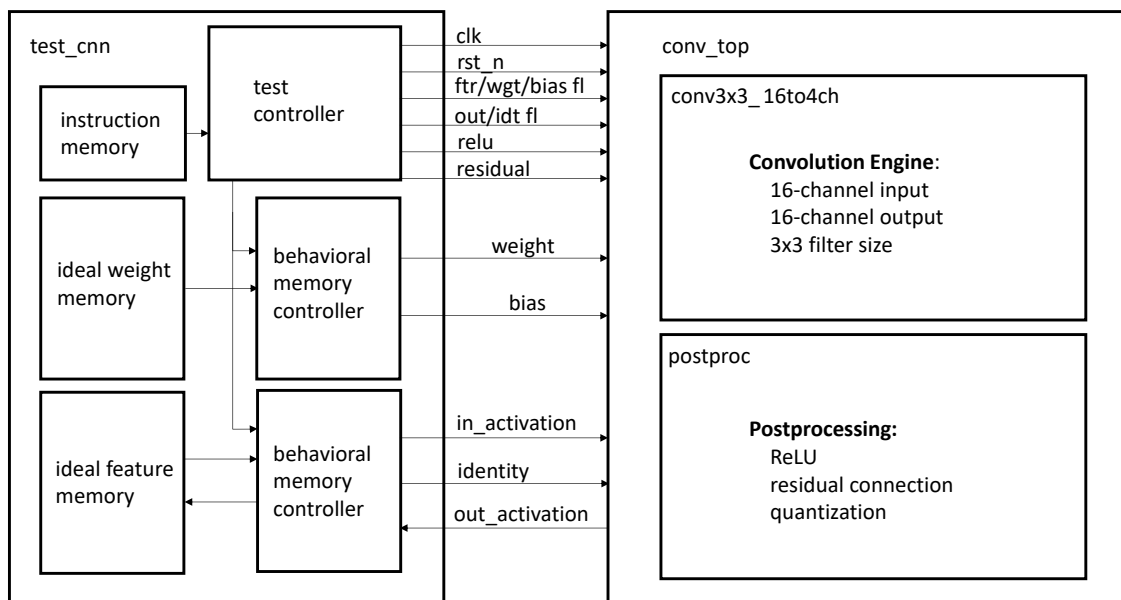 test_cnn
test
controller
instruction
memory
ideal weight
memory
behavioral
memory
controller
ideal feature
memory
behavioral
memory
controller
clk
rst_n
ftr/wgt/bias fl
out/idt fl
relu
residual
weight
bias
in_activation
identity
out_activation
conv_top
conv3x3_16to4ch
Convolution Engine:
16-channel input
16-channel output
3x3 filter size
postproc
Postprocessing:
ReLU
residual connection
quantization